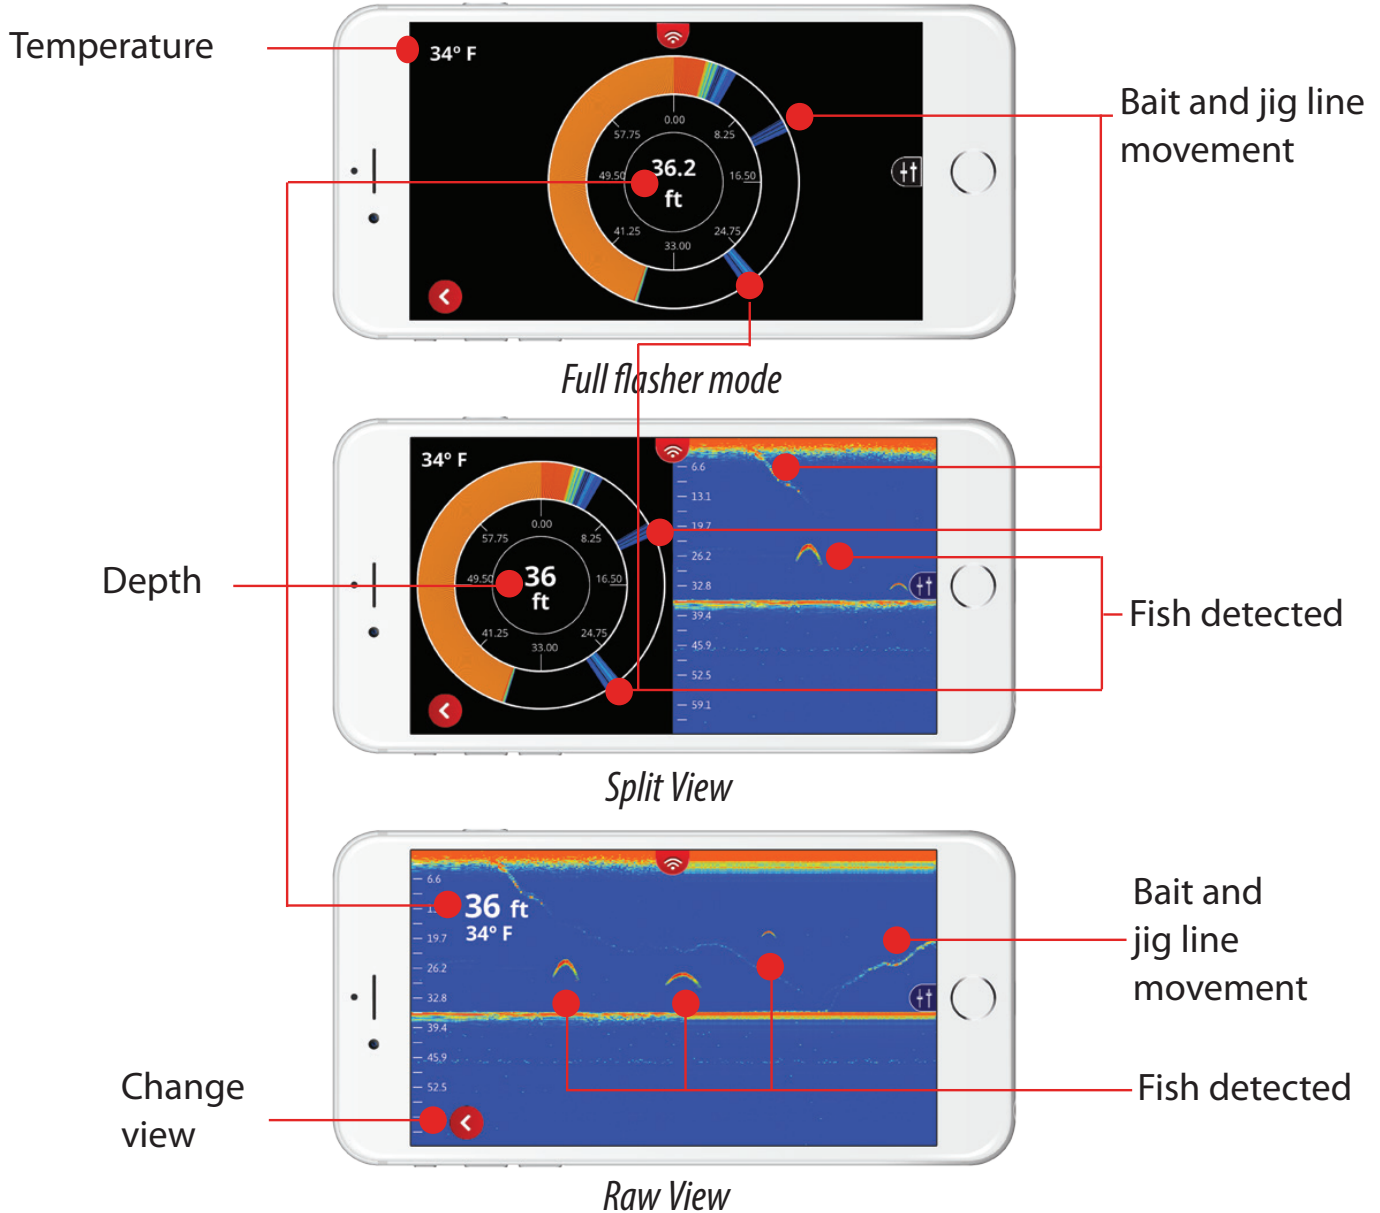 Temperature
34° F
Bait and jig line
movement
0.00
57.75
8.25
49.50
36.2
16.50
ft
41.25
24.75
33.00
Full flasher mode
34° F
6.6
13.1
0.00
19.7
57.75
8.25
26.2
49.50
36
16.50
32.8
ft
Depth
Fish detected
39.4
41.25
24.75
45.9
33.00
52.5
59.1
Split View
6.6
36 ft
34° F
19.7
26.2
32.8
39.4
45.9
52.5
Bait and
jig line
movement
Change
view
Fish detected
Raw View